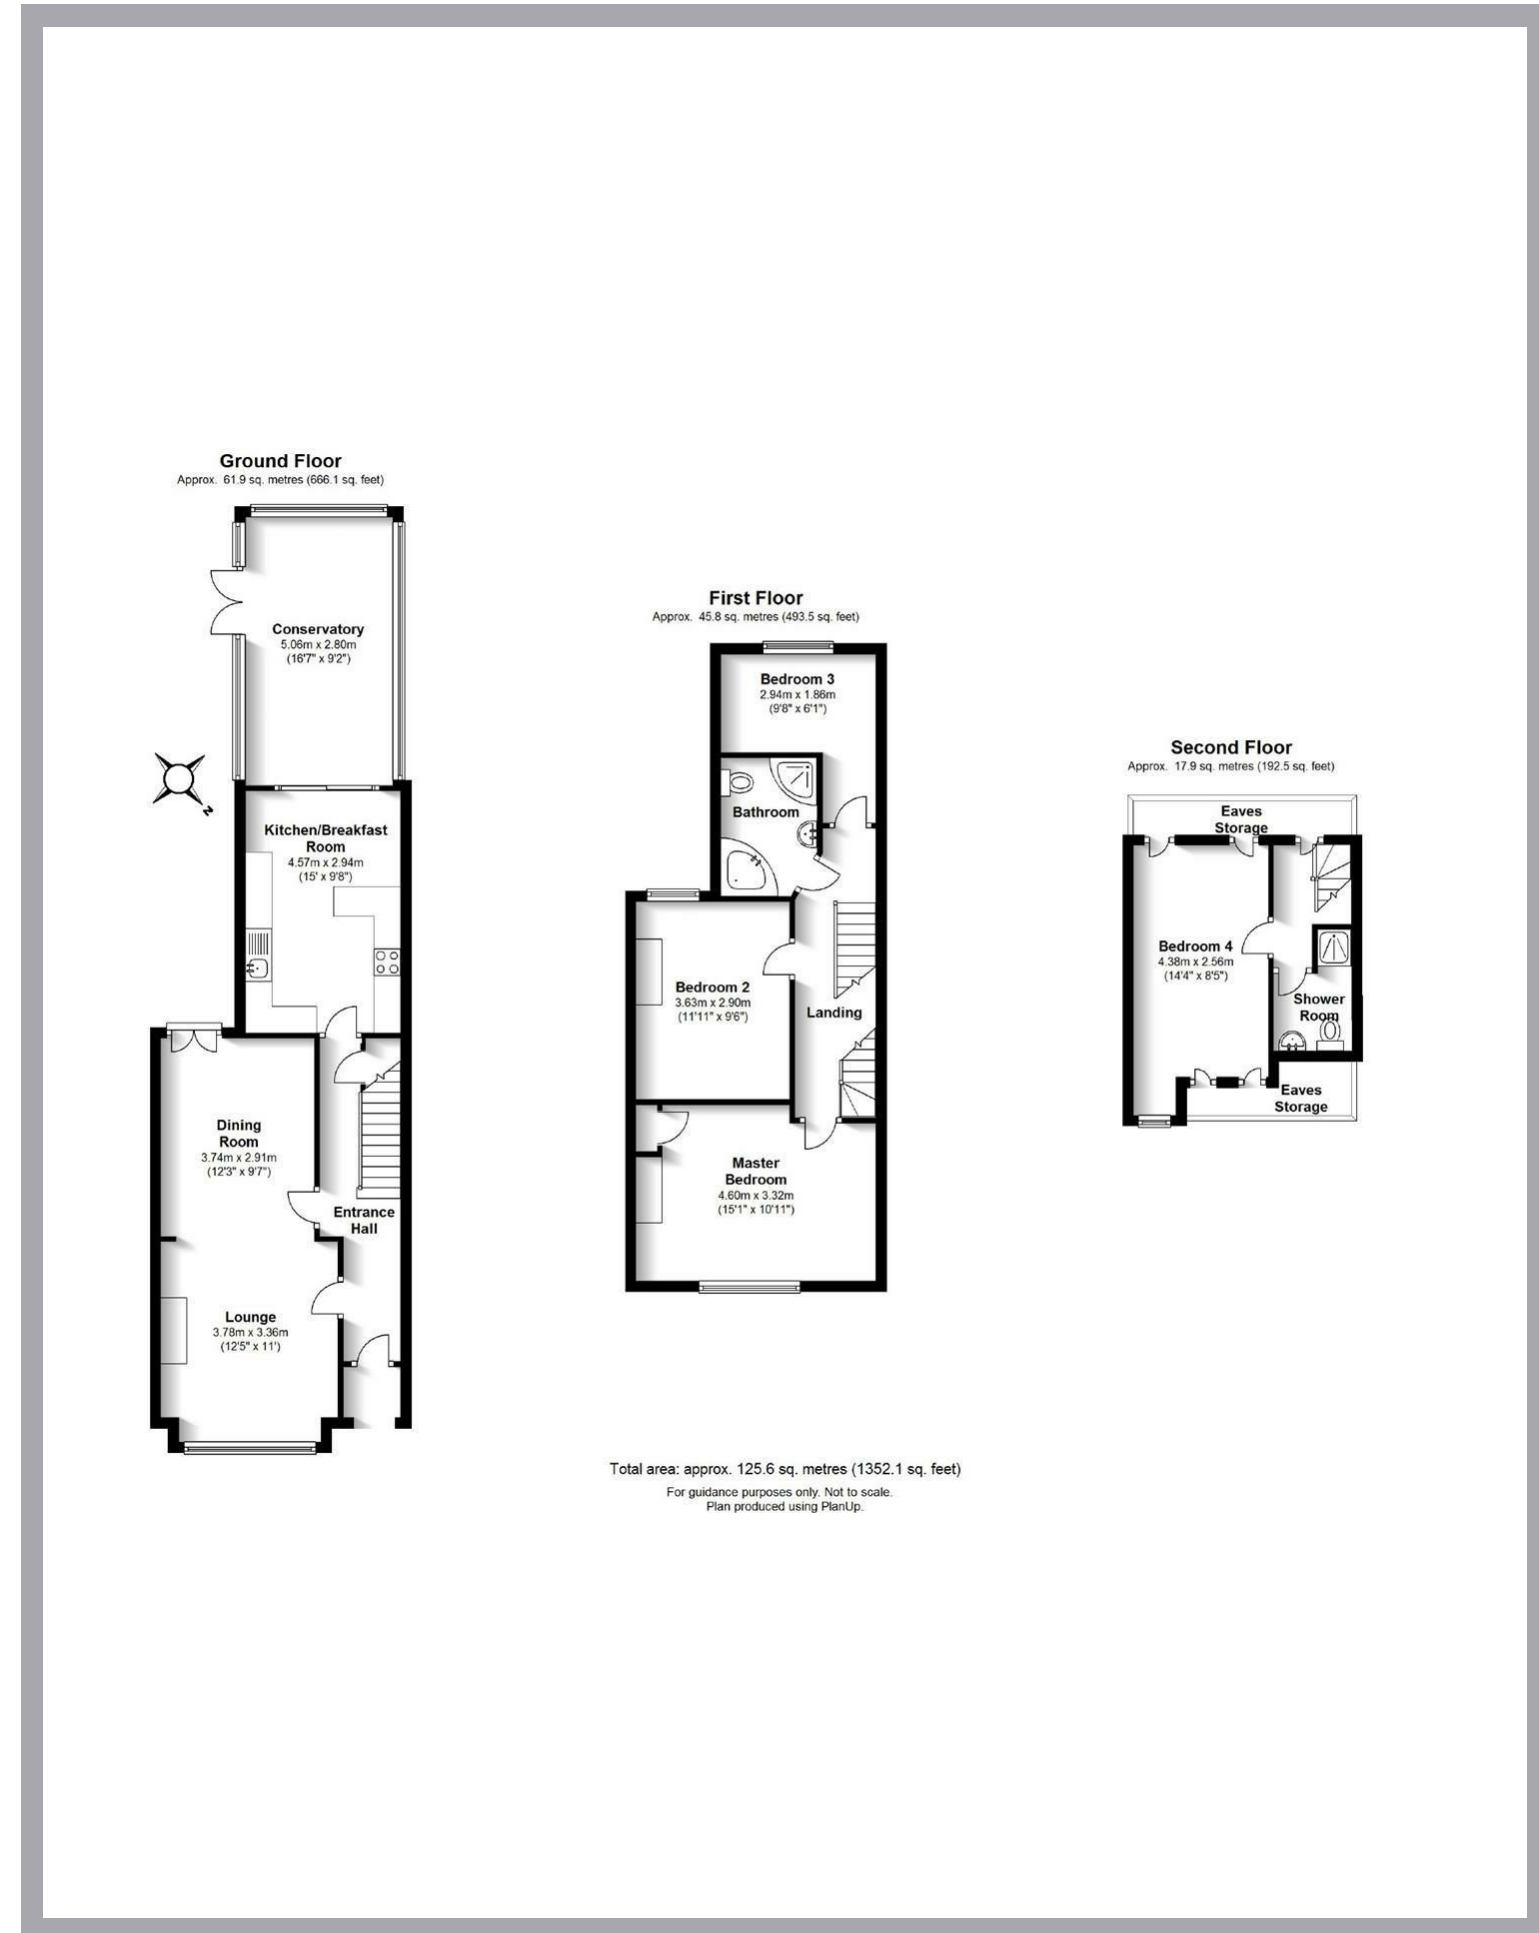 Ground Floor
Approx. 61.9 sq. metres (666.1 sq. feet)
Conservatory
5.06m x 2.80m
(16'7" x 9'2")
N
Kitchen/Breakfast
Room
4.57m x 2.94m
(15' x 9'8")
Dining
Room
3.74m x 2.91m
(12'3" x 9'7")
Entrance
Hall
Lounge
3.78m x 3.36m
(12'5" x 11')
First Floor
Approx. 45.8 sq. metres (493.5 sq. feet)
Bedroom 3
2.94m x 1.86m
(9'8" x 6'1")
Bathroom
Bedroom 2
3.63m x 2.90m
(11'11" x 9'6")
Landing
Master
Bedroom
4.60m x 3.32m
(15'1" x 10'11")
Second Floor
Approx. 17.9 sq. metres (192.5 sq. feet)
Eaves
Storage
Bedroom 4
4.38m x 2.56m
(14'4" x 8'5")
Shower
Room
Eaves
Storage
Total area: approx. 125.6 sq. metres (1352.1 sq. feet)
For guidance purposes only. Not to scale.
Plan produced using PlanUp.